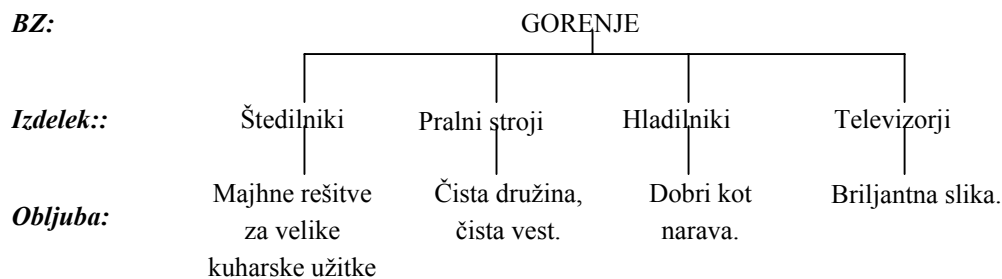 BZ: GORENJE
Izdelek:: Štedilniki Pralni stroji Hladilniki Televizorji
Obljuba:
Majhne rešitve
za velike
kuharske užitke
Čista družina,
čista vest.
Dobri kot
narava.
Briljantna slika.